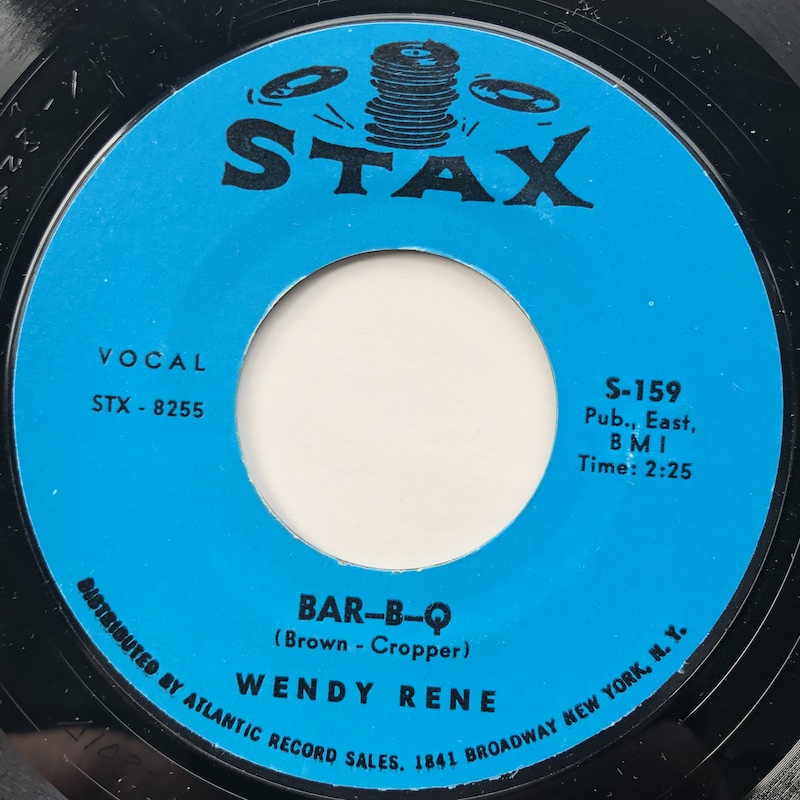 STAX
VOCAL
STX - 8255
S-159
Pub., East,
BMI
Time: 2:25
BAR-B-Q
(Brown - Cropper)
WENDY RENE
DISTRIBUTED BY ATLANTIC RECORD SALES. 1841 BROADWAY NEW YORK, N. Y.